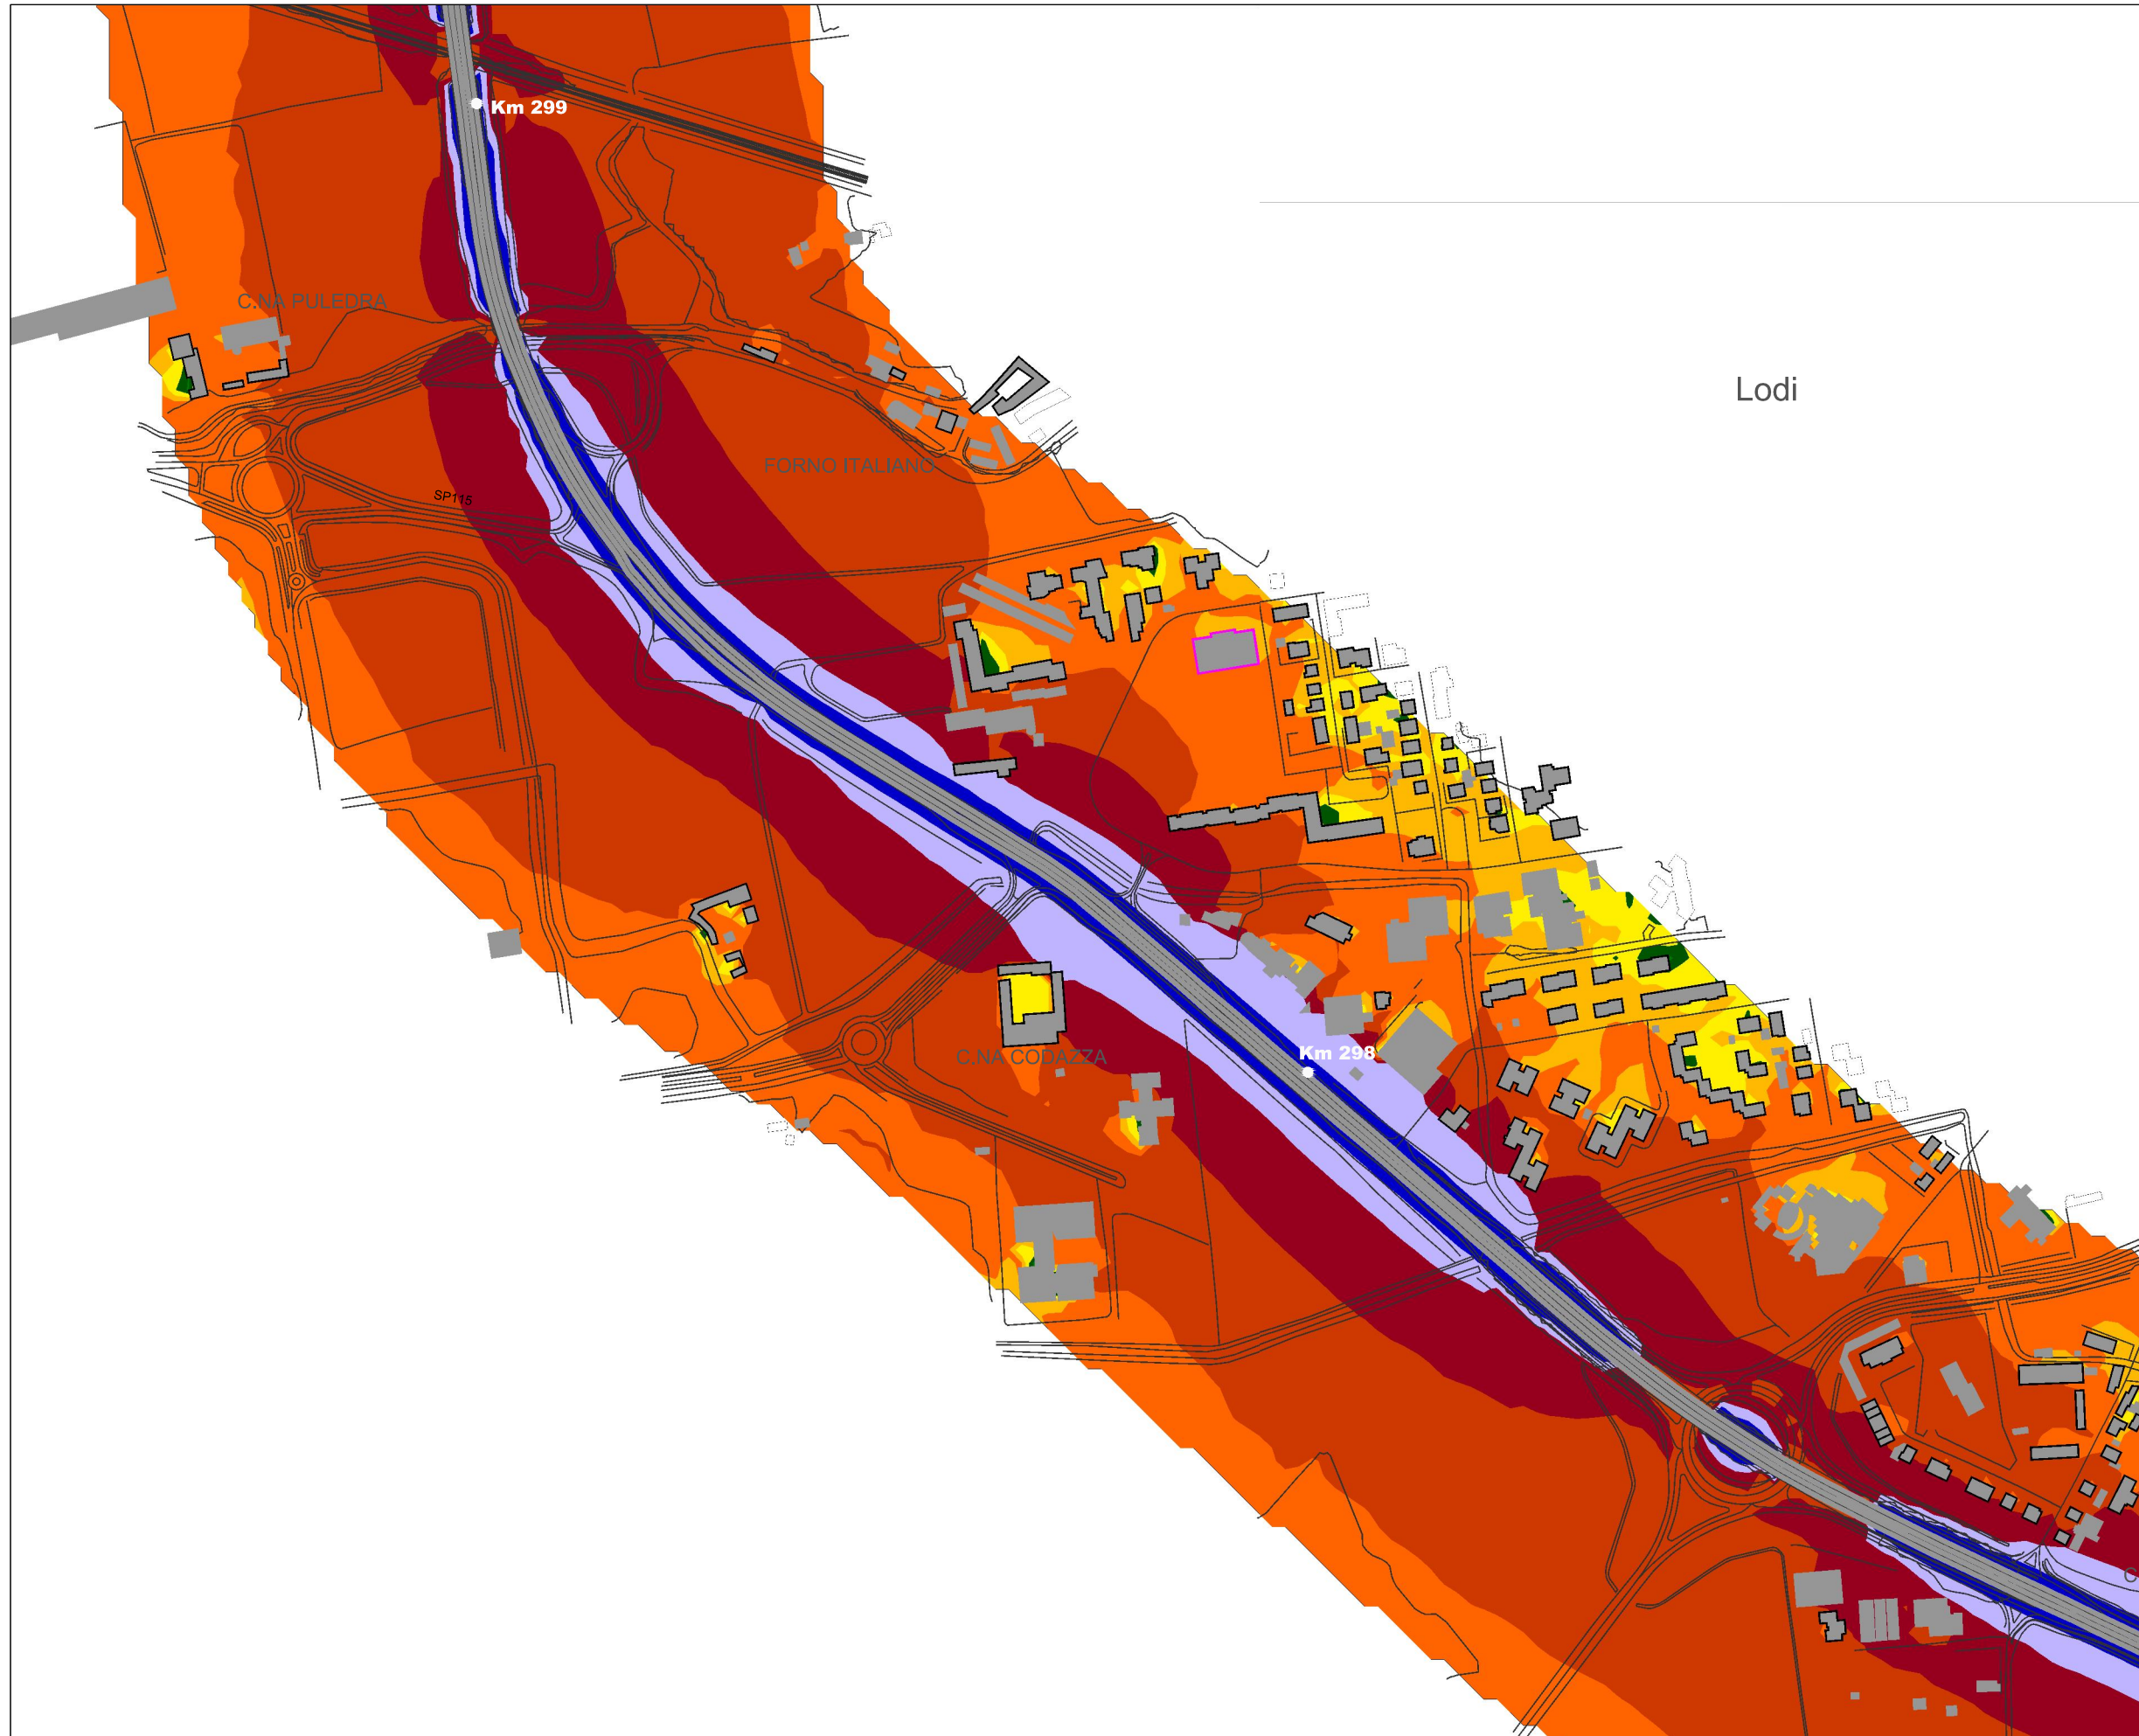 Km 299
C.NA PULEDRA
Lodi
FORNO ITALIANO
SP115
Km 298
C.NA CODAZZA